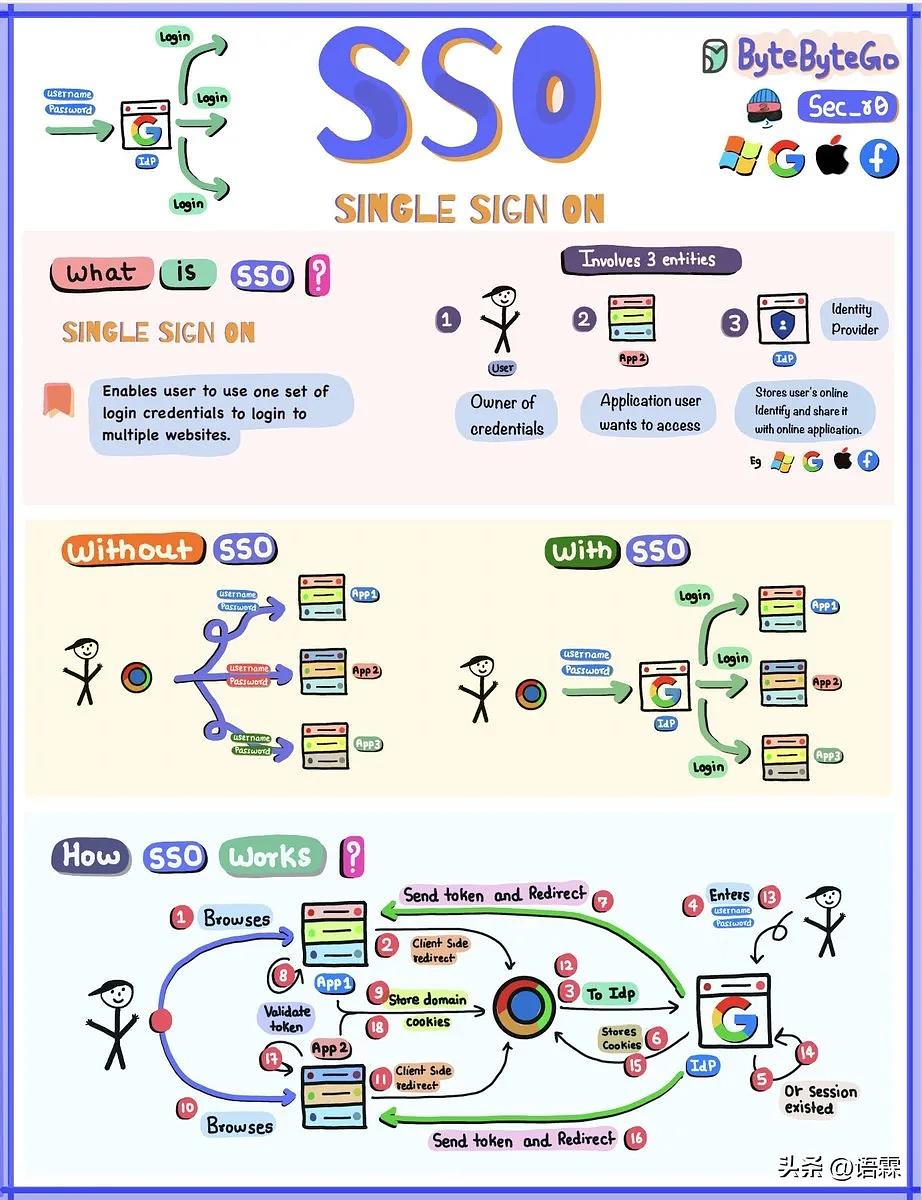 Login
username
Password
Login
IdP
Login
SSO
SINGLE SIGN ON
ByteByteGo
Sec_r0
What is SSO ?
SINGLE SIGN ON
Enables user to use one set of
login credentials to login to
multiple websites.
Involves 3 entities
1
User
Owner of
credentials
2
App2
Application user
wants to access
3
IdP
Identity
Provider
Stores user's online
Identify and share it
with online application.
Eg
Without SSO
username
Password
App1
username
Password
App2
username
Password
App3
With SSO
username
Password
IdP
Login
App1
Login
App2
Login
App3
How SSO Works ?
1 Browses
Send token and Redirect 7
4 Enters 13
username
Password
2 Client Side
redirect
8
App1
12
3 To Idp
9 Store domain
18 cookies
Validate
token
Stores
Cookies
6
15
17
App2
IdP
5
14
Or Session
existed
11 Client Side
redirect
10
Browses
Send token and Redirect 16
头条 @语霖